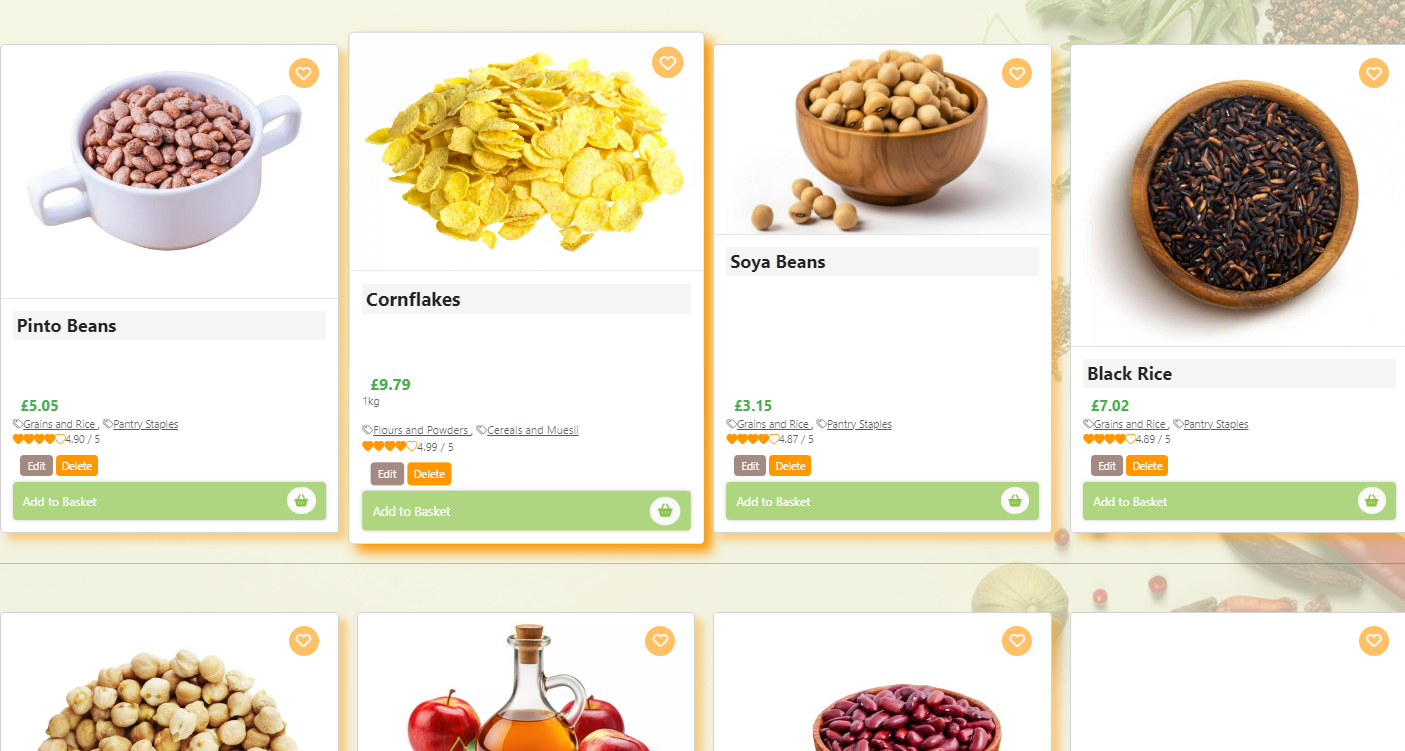 Pinto Beans
£5.05
Grains and Rice , Pantry Staples
4.90 / 5
Edit Delete
Add to Basket
Cornflakes
£9.79
1kg
Flours and Powders , Cereals and Muesli
4.99 / 5
Edit Delete
Add to Basket
Soya Beans
£3.15
Grains and Rice , Pantry Staples
4.87 / 5
Edit Delete
Add to Basket
Black Rice
£7.02
Grains and Rice , Pantry Staples
4.89 / 5
Edit Delete
Add to Basket